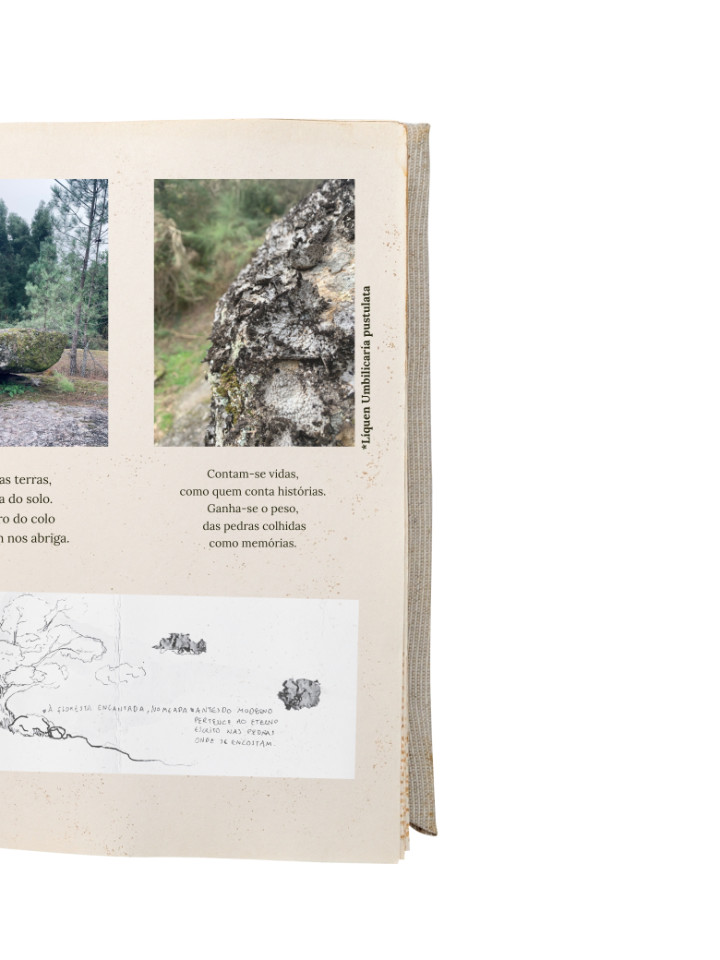 *Líquen Umbilicaria pustulata
as terras,
a do solo.
ro do colo
n nos abriga.
Contam-se vidas,
como quem conta histórias.
Ganha-se o peso,
das pedras colhidas
como memórias.
*À FLORESTA ENCANTADA, NOMEADA
*ANTES DO MODERNO
PERTENCE AO ETERNO
ESCRITO NAS PEDRAS
ONDE SE ENCOSTAM.